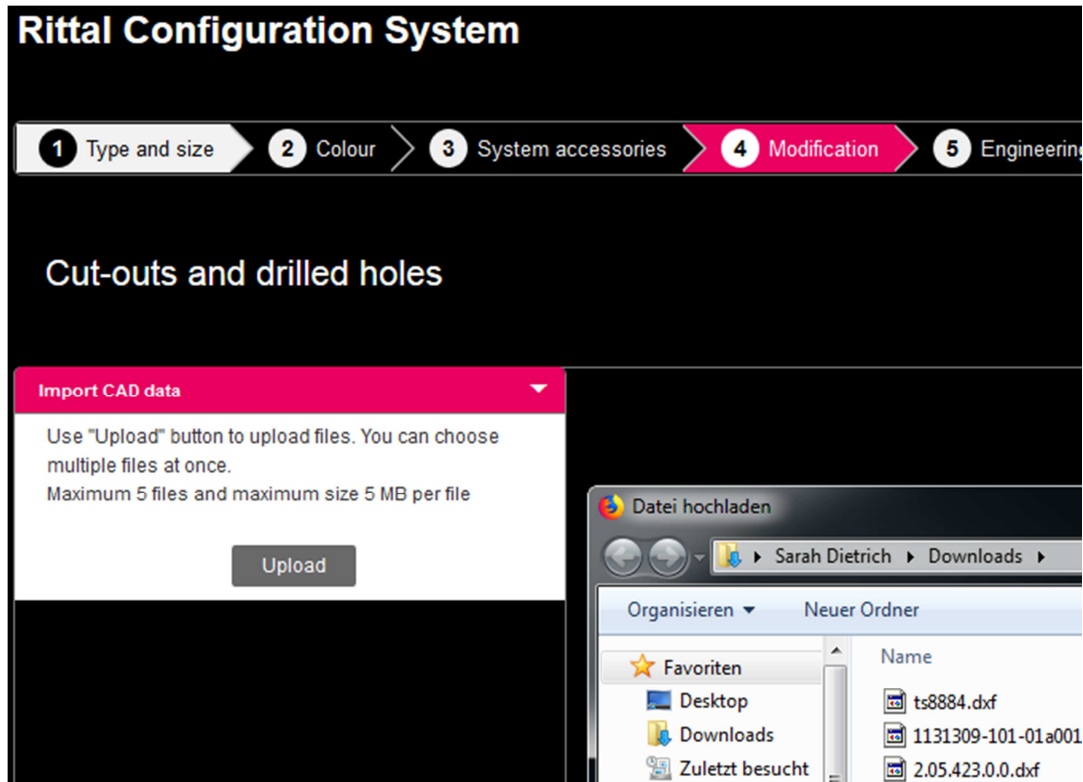 Rittal Configuration System
1 Type and size 2 Colour 3 System accessories 4 Modification 5 Engineering
Cut-outs and drilled holes
Import CAD data
Use "Upload" button to upload files. You can choose
multiple files at once.
Maximum 5 files and maximum size 5 MB per file
Upload
Datei hochladen
Sarah Dietrich Downloads
Organisieren Neuer Ordner
Favoriten
Desktop
Downloads
Zuletzt besucht
Name
ts8884.dxf
1131309-101-01a001
2.05.423.0.0.dxf